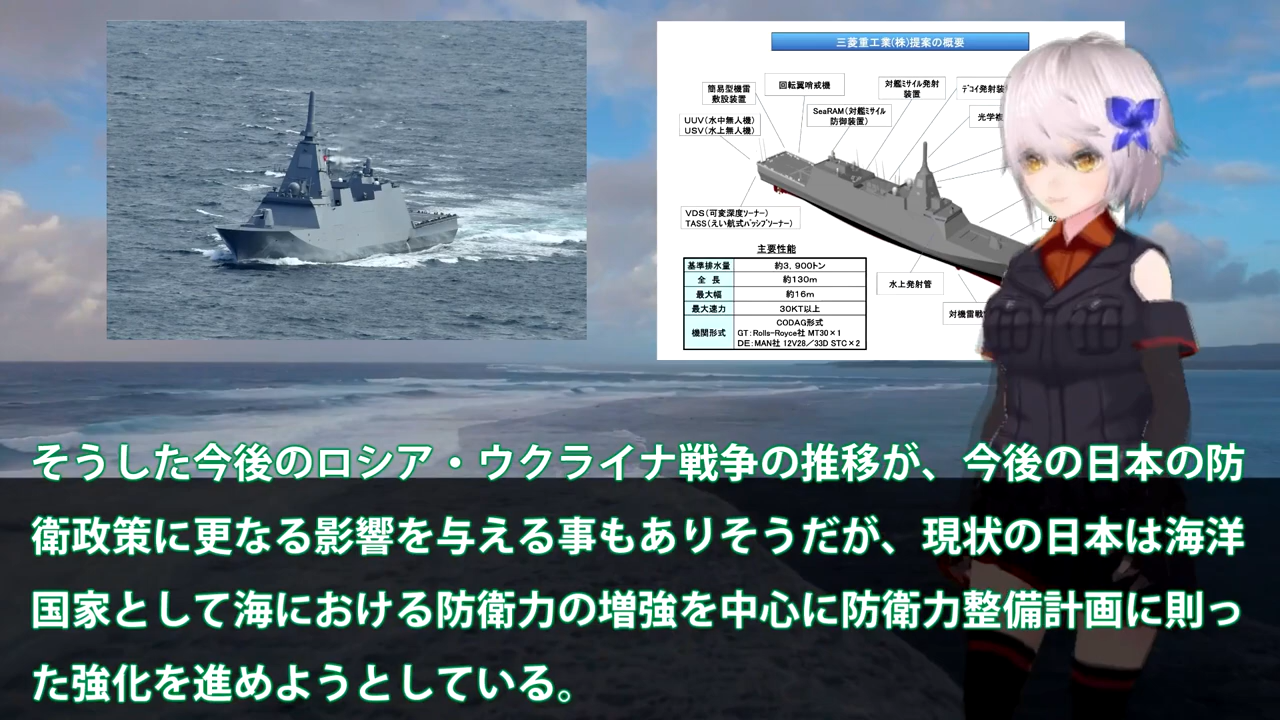 三菱重工業(株)提案の概要
簡易型機雷
敷設装置
回転翼哨戒機
対艦ミサイル発射
装置
デコイ発射装
UUV(水中無人機)
USV(水上無人機)
SeaRAM(対艦ミサイル
防御装置)
光学複
VDS(可変深度ソーナー)
TASS(えい航式パッシブソーナー)
62
水上発射管
対機雷戦
主要性能
基準排水量 約3,900トン
全 長 約130m
最大幅 約16m
最大速力 30KT以上
機関形式 CODAG形式
GT:Rolls-Royce社 MT30×1
DE:MAN社 12V28/33D STC×2
そうした今後のロシア・ウクライナ戦争の推移が、今後の日本の防
衛政策に更なる影響を与える事もありそうだが、現状の日本は海洋
国家として海における防衛力の増強を中心に防衛力整備計画に則っ
た強化を進めようとしている。